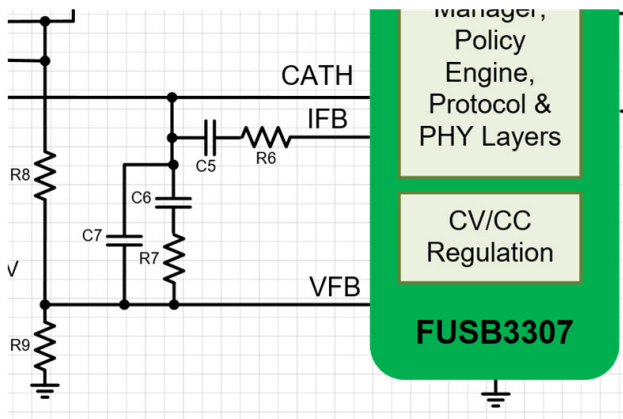 Manager,
Policy
Engine,
Protocol &
PHY Layers
CATH
IFB
C5
R6
R8
C6
C7
R7
CV/CC
Regulation
V
VFB
FUSB3307
R9